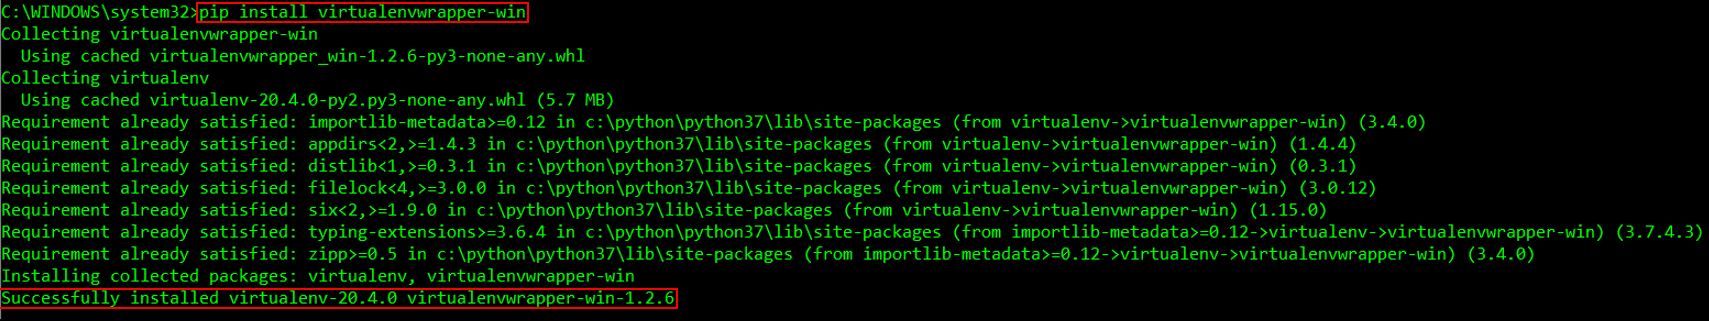 C:\WINDOWS\system32>pip install virtualenvwrapper-win
Collecting virtualenvwrapper-win
  Using cached virtualenvwrapper_win-1.2.6-py3-none-any.whl
Collecting virtualenv
  Using cached virtualenv-20.4.0-py2.py3-none-any.whl (5.7 MB)
Requirement already satisfied: importlib-metadata>=0.12 in c:\python\python37\lib\site-packages (from virtualenv->virtualenvwrapper-win) (3.4.0)
Requirement already satisfied: appdirs<2,>=1.4.3 in c:\python\python37\lib\site-packages (from virtualenv->virtualenvwrapper-win) (1.4.4)
Requirement already satisfied: distlib<1,>=0.3.1 in c:\python\python37\lib\site-packages (from virtualenv->virtualenvwrapper-win) (0.3.1)
Requirement already satisfied: filelock<4,>=3.0.0 in c:\python\python37\lib\site-packages (from virtualenv->virtualenvwrapper-win) (3.0.12)
Requirement already satisfied: six<2,>=1.9.0 in c:\python\python37\lib\site-packages (from virtualenv->virtualenvwrapper-win) (1.15.0)
Requirement already satisfied: typing-extensions>=3.6.4 in c:\python\python37\lib\site-packages (from importlib-metadata>=0.12->virtualenv->virtualenvwrapper-win) (3.7.4.3)
Requirement already satisfied: zipp>=0.5 in c:\python\python37\lib\site-packages (from importlib-metadata>=0.12->virtualenv->virtualenvwrapper-win) (3.4.0)
Installing collected packages: virtualenv, virtualenvwrapper-win
Successfully installed virtualenv-20.4.0 virtualenvwrapper-win-1.2.6